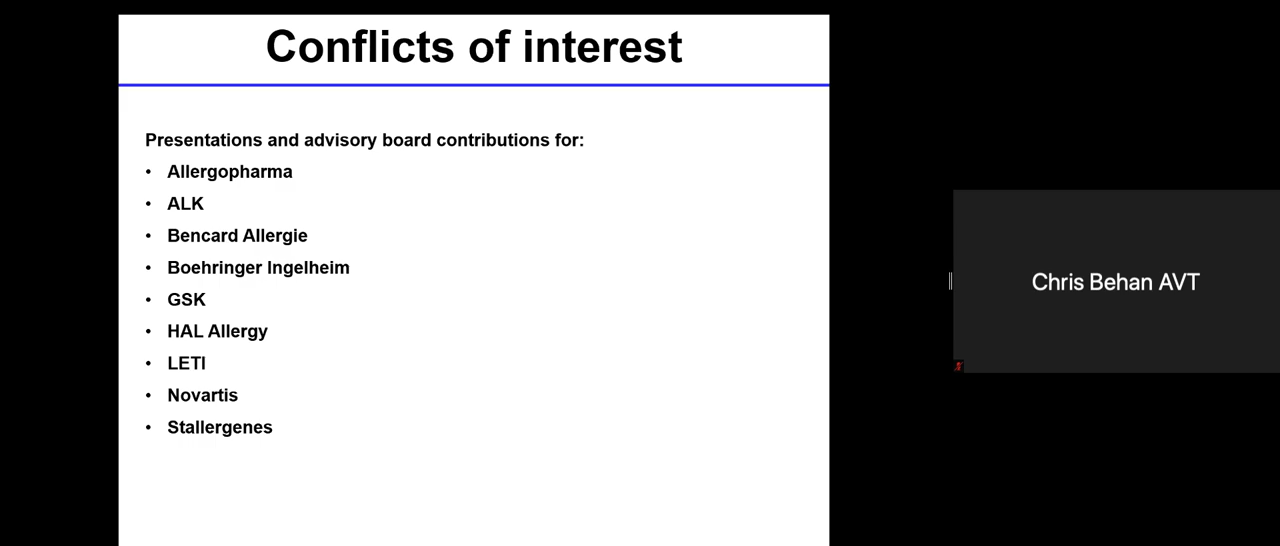 Conflicts of interest
Presentations and advisory board contributions for:
• Allergopharma
• ALK
• Bencard Allergie
• Boehringer Ingelheim
• GSK
• HAL Allergy
• LETI
• Novartis
• Stallergenes
Chris Behan AVT